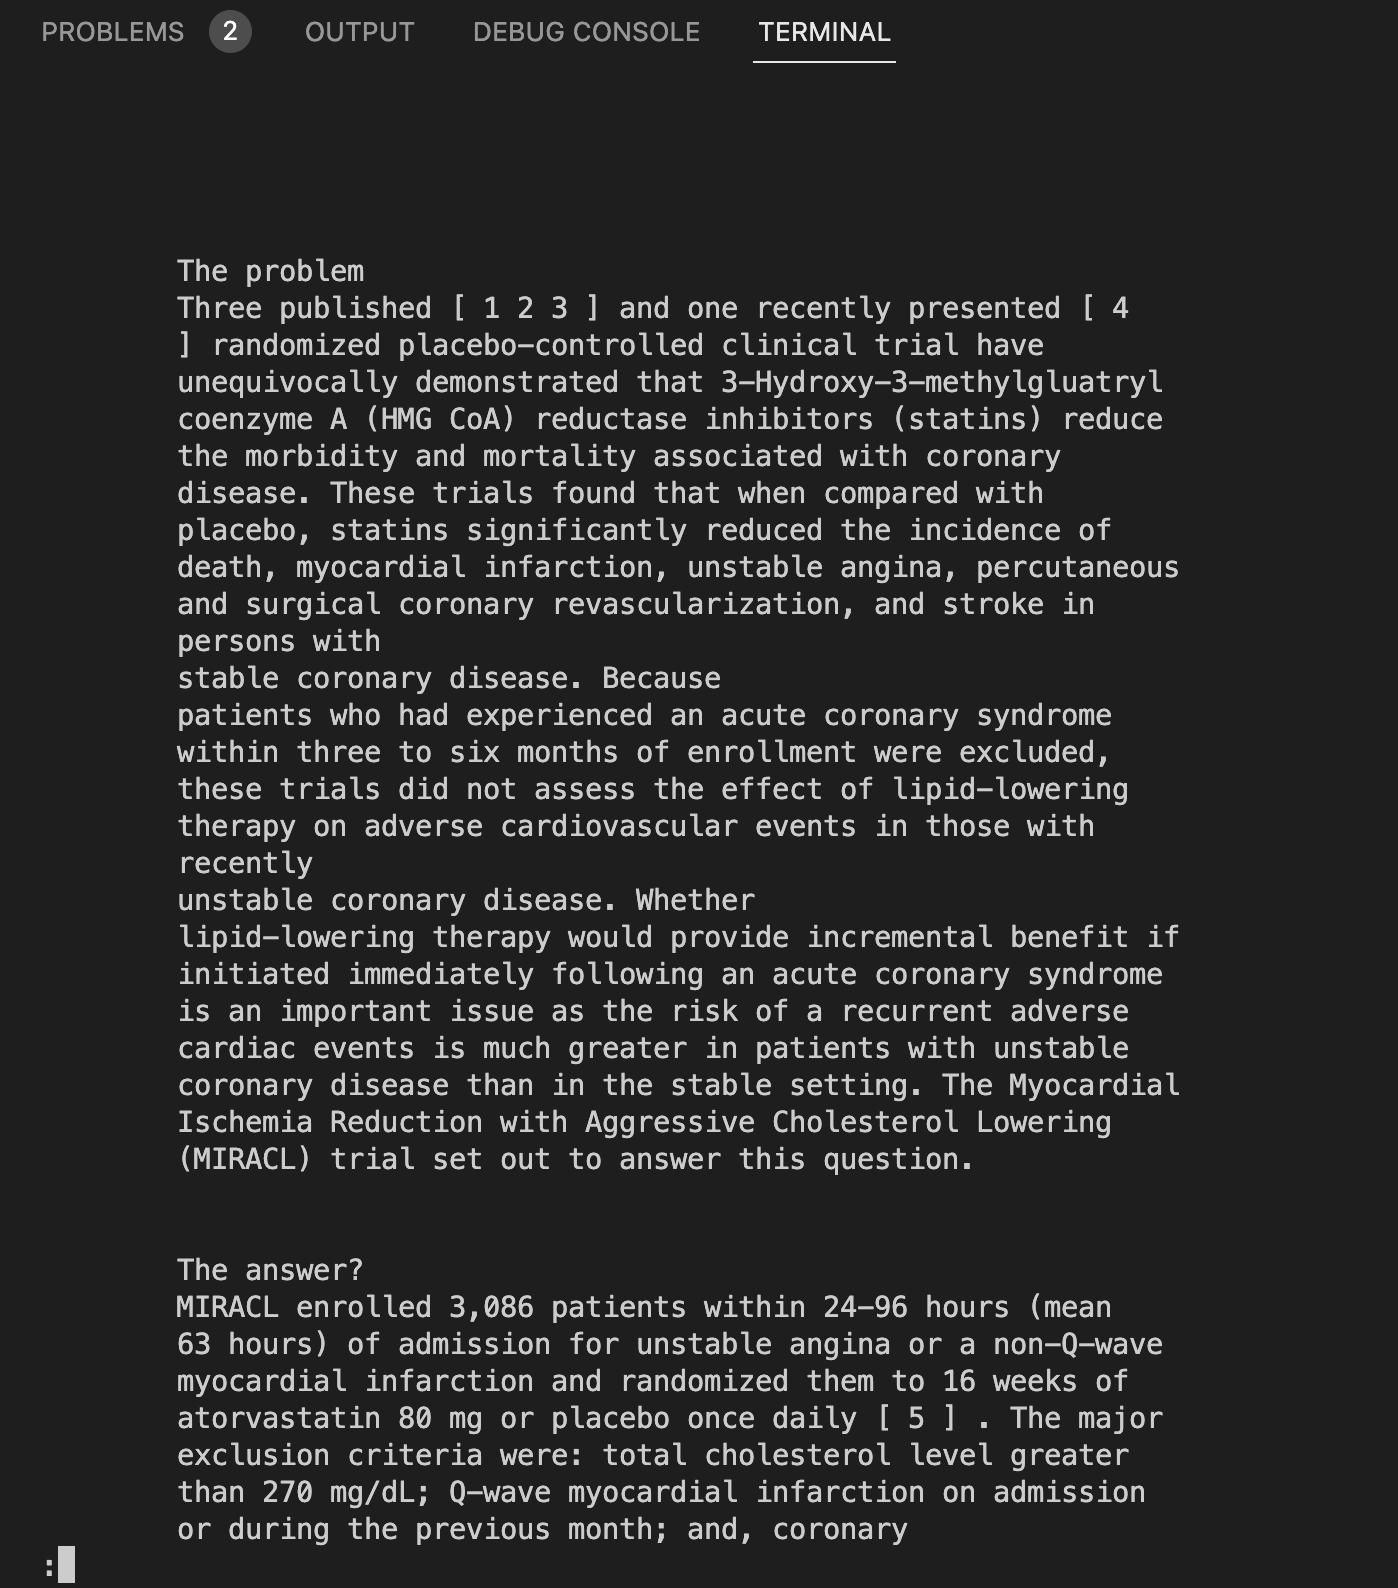 PROBLEMS 2 OUTPUT DEBUG CONSOLE TERMINAL
The problem
Three published [ 1 2 3 ] and one recently presented [ 4
] randomized placebo-controlled clinical trial have
unequivocally demonstrated that 3-Hydroxy-3-methylgluatryl
coenzyme A (HMG CoA) reductase inhibitors (statins) reduce
the morbidity and mortality associated with coronary
disease. These trials found that when compared with
placebo, statins significantly reduced the incidence of
death, myocardial infarction, unstable angina, percutaneous
and surgical coronary revascularization, and stroke in
persons with
stable coronary disease. Because
patients who had experienced an acute coronary syndrome
within three to six months of enrollment were excluded,
these trials did not assess the effect of lipid-lowering
therapy on adverse cardiovascular events in those with
recently
unstable coronary disease. Whether
lipid-lowering therapy would provide incremental benefit if
initiated immediately following an acute coronary syndrome
is an important issue as the risk of a recurrent adverse
cardiac events is much greater in patients with unstable
coronary disease than in the stable setting. The Myocardial
Ischemia Reduction with Aggressive Cholesterol Lowering
(MIRACL) trial set out to answer this question.
The answer?
MIRACL enrolled 3,086 patients within 24-96 hours (mean
63 hours) of admission for unstable angina or a non-Q-wave
myocardial infarction and randomized them to 16 weeks of
atorvastatin 80 mg or placebo once daily [ 5 ] . The major
exclusion criteria were: total cholesterol level greater
than 270 mg/dL; Q-wave myocardial infarction on admission
or during the previous month; and, coronary
: